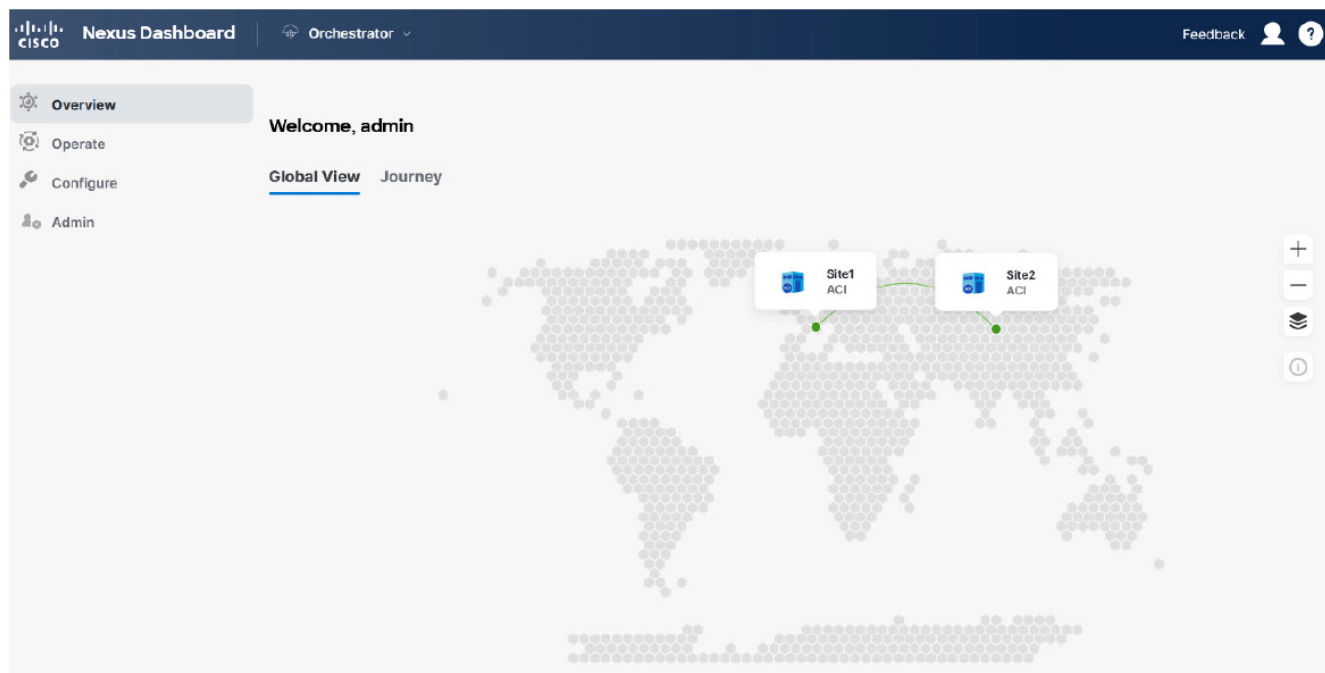 cisco Nexus Dashboard Orchestrator Feedback ?
Overview
Operate
Configure
Admin
Welcome, admin
Global View Journey
Site1
ACI
Site2
ACI